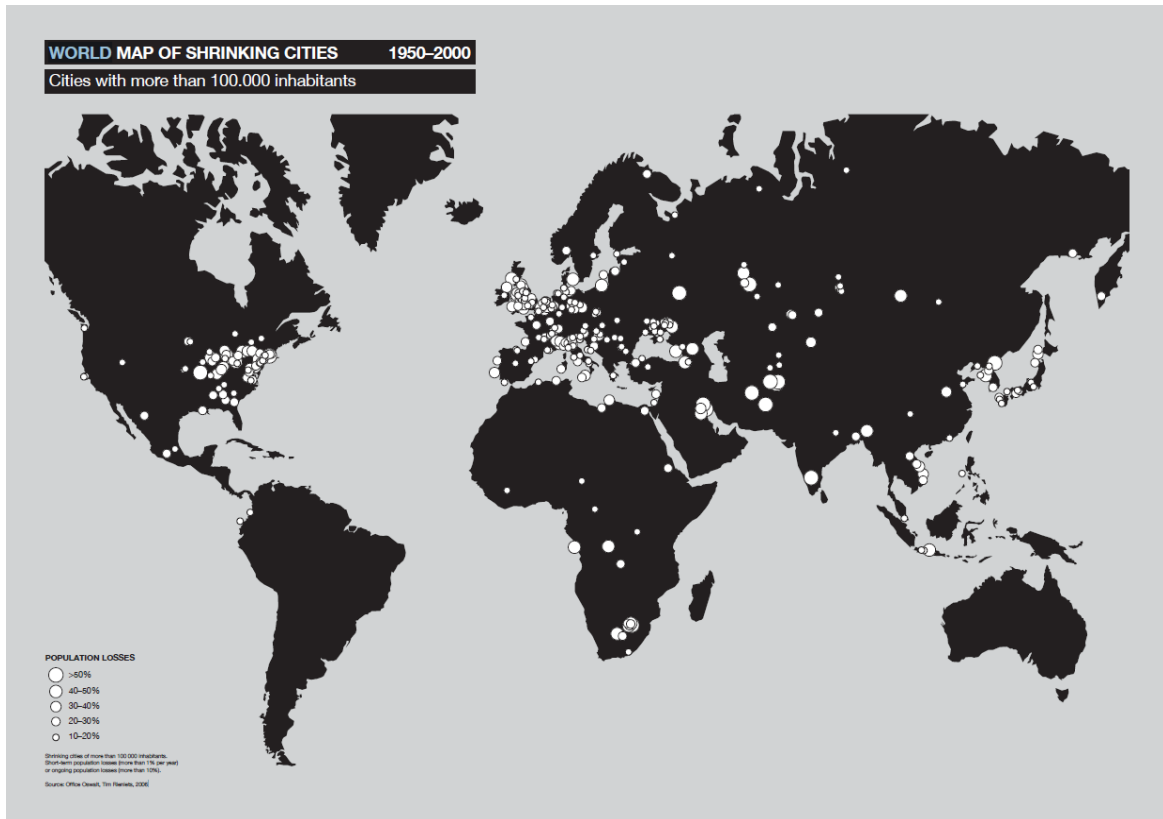 WORLD MAP OF SHRINKING CITIES 1950–2000
Cities with more than 100.000 inhabitants
POPULATION LOSSES
>50%
40–50%
30–40%
20–30%
10–20%
Shrinking cities of more than 100 000 inhabitants.
Short-term population losses (more than 1% per year)
or ongoing population losses (more than 10%).
Source: Office Oswalt, Tim Rieniets, 2006